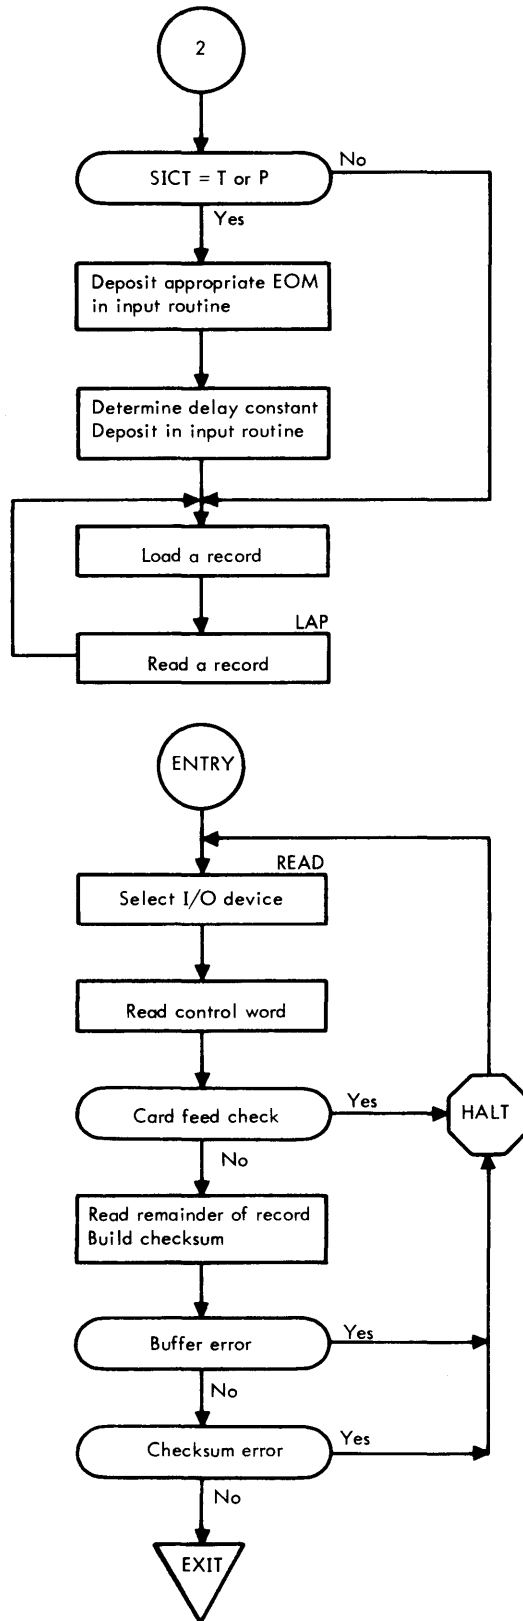 2
SICT = T or P
No
Yes
Deposit appropriate EOM
in input routine
Determine delay constant
Deposit in input routine
Load a record
LAP
Read a record
ENTRY
READ
Select I/O device
Read control word
Card feed check
Yes
HALT
No
Read remainder of record
Build checksum
Buffer error
Yes
No
Checksum error
Yes
No
EXIT